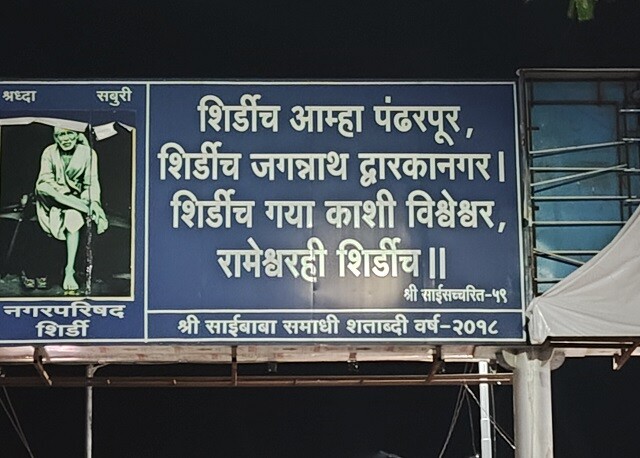 श्रध्दा सबुरी
शिर्डीच आम्हा पंढरपूर,
शिर्डीच जगन्नाथ द्वारकानगर।
शिर्डीच गया काशी विश्वेश्वर,
रामेश्वरही शिर्डीच॥
श्री साईसच्चरित-५९
नगरपरिषद
शिर्डी
श्री साईबाबा समाधी शताब्दी वर्ष-२०१८